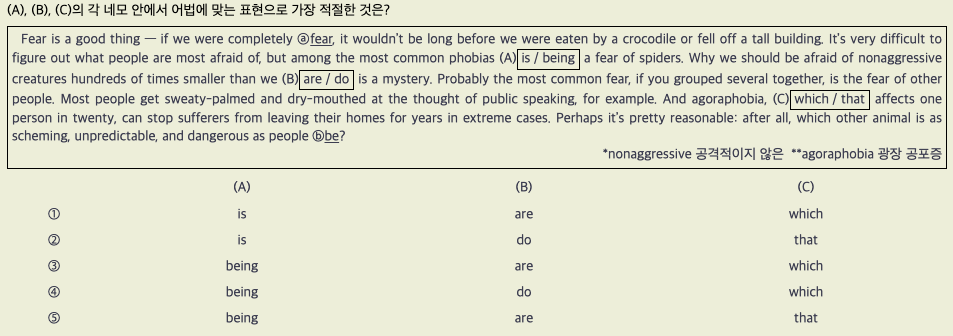 (A), (B), (C)의 각 네모 안에서 어법에 맞는 표현으로 가장 적절한 것은?
Fear is a good thing — if we were completely ⓐfear, it wouldn't be long before we were eaten by a crocodile or fell off a tall building. It's very difficult to
figure out what people are most afraid of, but among the most common phobias (A) is / being a fear of spiders. Why we should be afraid of nonaggressive
creatures hundreds of times smaller than we (B) are / do is a mystery. Probably the most common fear, if you grouped several together, is the fear of other
people. Most people get sweaty-palmed and dry-mouthed at the thought of public speaking, for example. And agoraphobia, (C) which / that affects one
person in twenty, can stop sufferers from leaving their homes for years in extreme cases. Perhaps it's pretty reasonable: after all, which other animal is as
scheming, unpredictable, and dangerous as people ⓑbe?
*nonaggressive 공격적이지 않은 **agoraphobia 광장 공포증
(A) (B) (C)
① is are which
② is do that
③ being are which
④ being do which
⑤ being are that